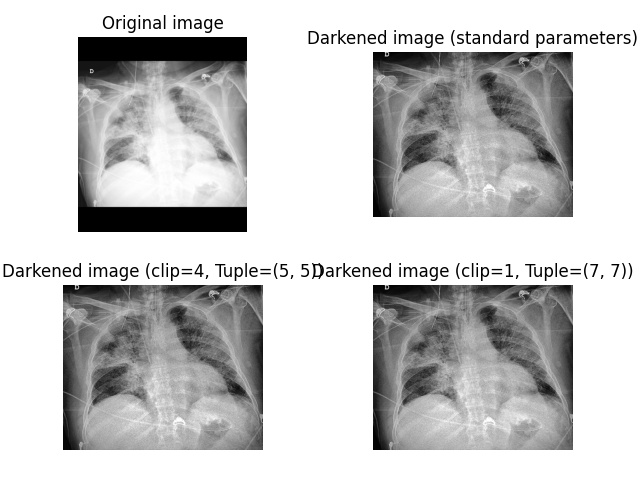 Original image
Darkened image (standard parameters)
D
D
Darkened image (clip=4, Tuple=(5, 5))
Darkened image (clip=1, Tuple=(7, 7))
D
D